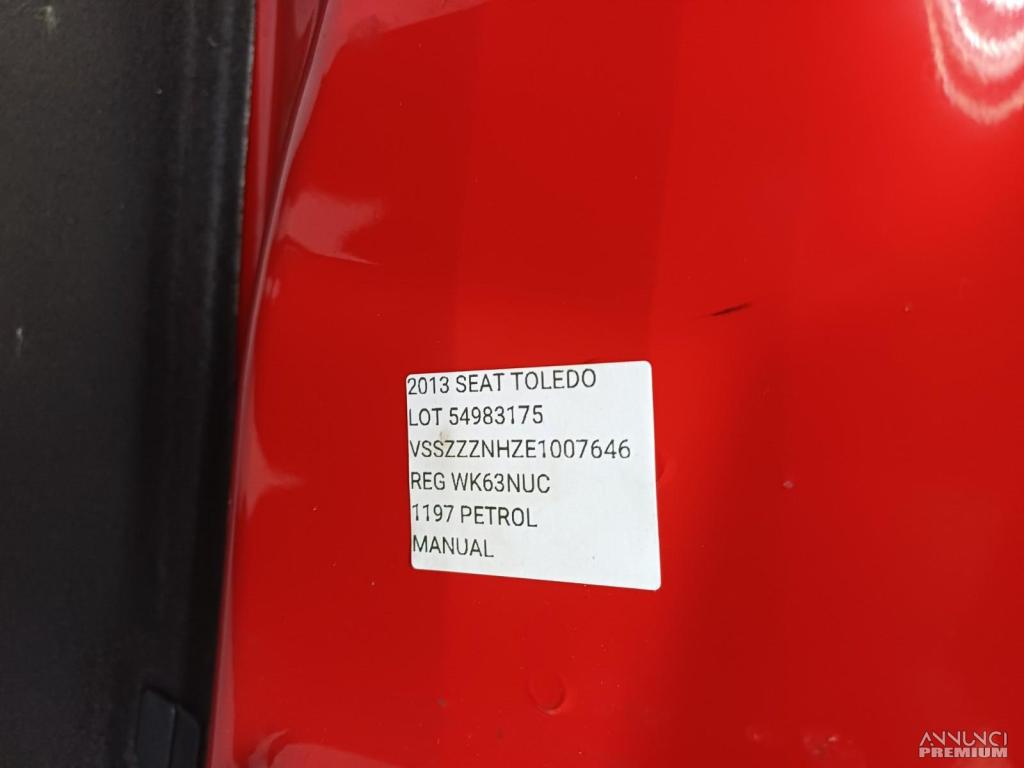 2013 SEAT TOLEDO
LOT 54983175
VSSZZZNHZE1007646
REG WK63NUC
1197 PETROL
MANUAL
ANNUNCI
PREMIUM